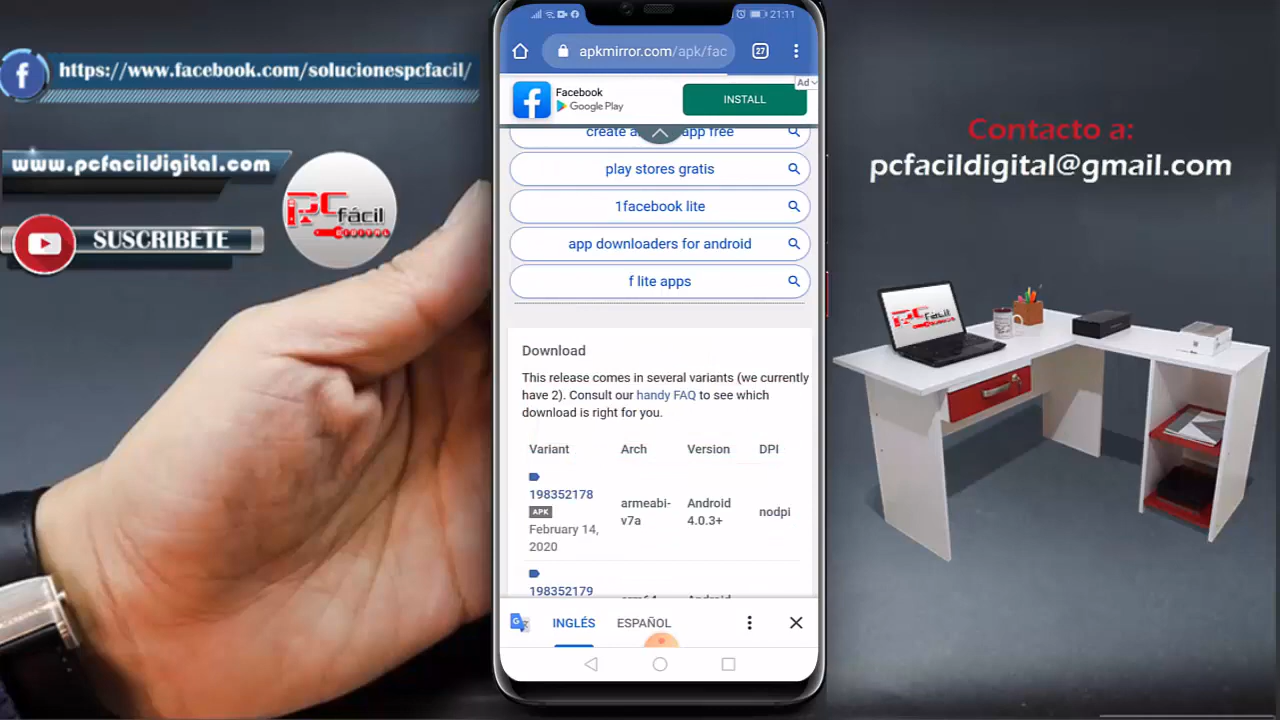 https://www.facebook.com/solucionespcfacil/
www.pcfacildigital.com
SUSCRIBETE
PC fácil
DIGITAL
21:11
apkmirror.com/apk/fac
27
Ad
Facebook
Google Play
INSTALL
create a
app free
play stores gratis
1facebook lite
app downloaders for android
f lite apps
Download
This release comes in several variants (we currently
have 2). Consult our handy FAQ to see which
download is right for you.
Variant Arch Version DPI
198352178
APK
February 14,
2020
armeabi-
v7a
Android
4.0.3+
nodpi
198352179
INGLÉS ESPAÑOL
Contacto a:
pcfacildigital@gmail.com
PC fácil